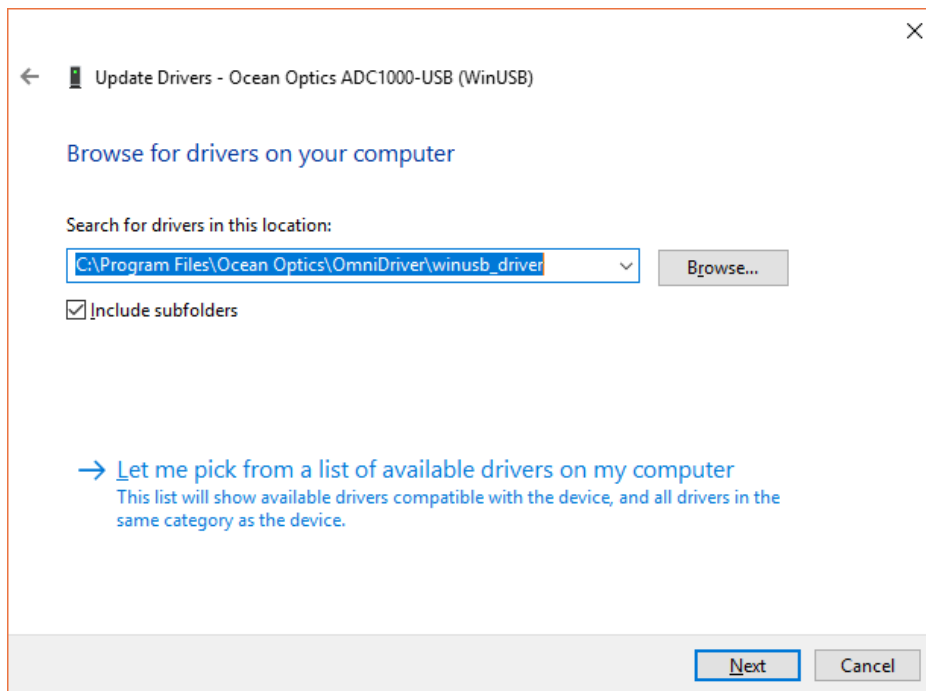 Update Drivers - Ocean Optics ADC1000-USB (WinUSB)
Browse for drivers on your computer
Search for drivers in this location:
C:\Program Files\Ocean Optics\OmniDriver\winusb_driver
Browse...
Include subfolders
Let me pick from a list of available drivers on my computer
This list will show available drivers compatible with the device, and all drivers in the
same category as the device.
Next
Cancel